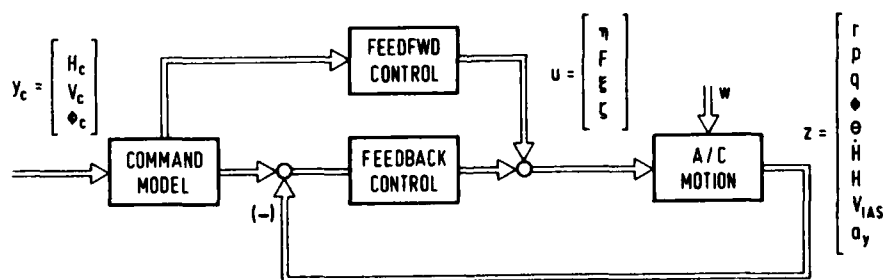 y_c = [ H_c
V_c
Φ_c ]
COMMAND
MODEL
FEEDFWD
CONTROL
(-)
FEEDBACK
CONTROL
u = [ η
F
ξ
ζ ]
w
A/C
MOTION
z = [ r
p
q
Φ
Θ
Ḣ
H
V_IAS
a_y ]